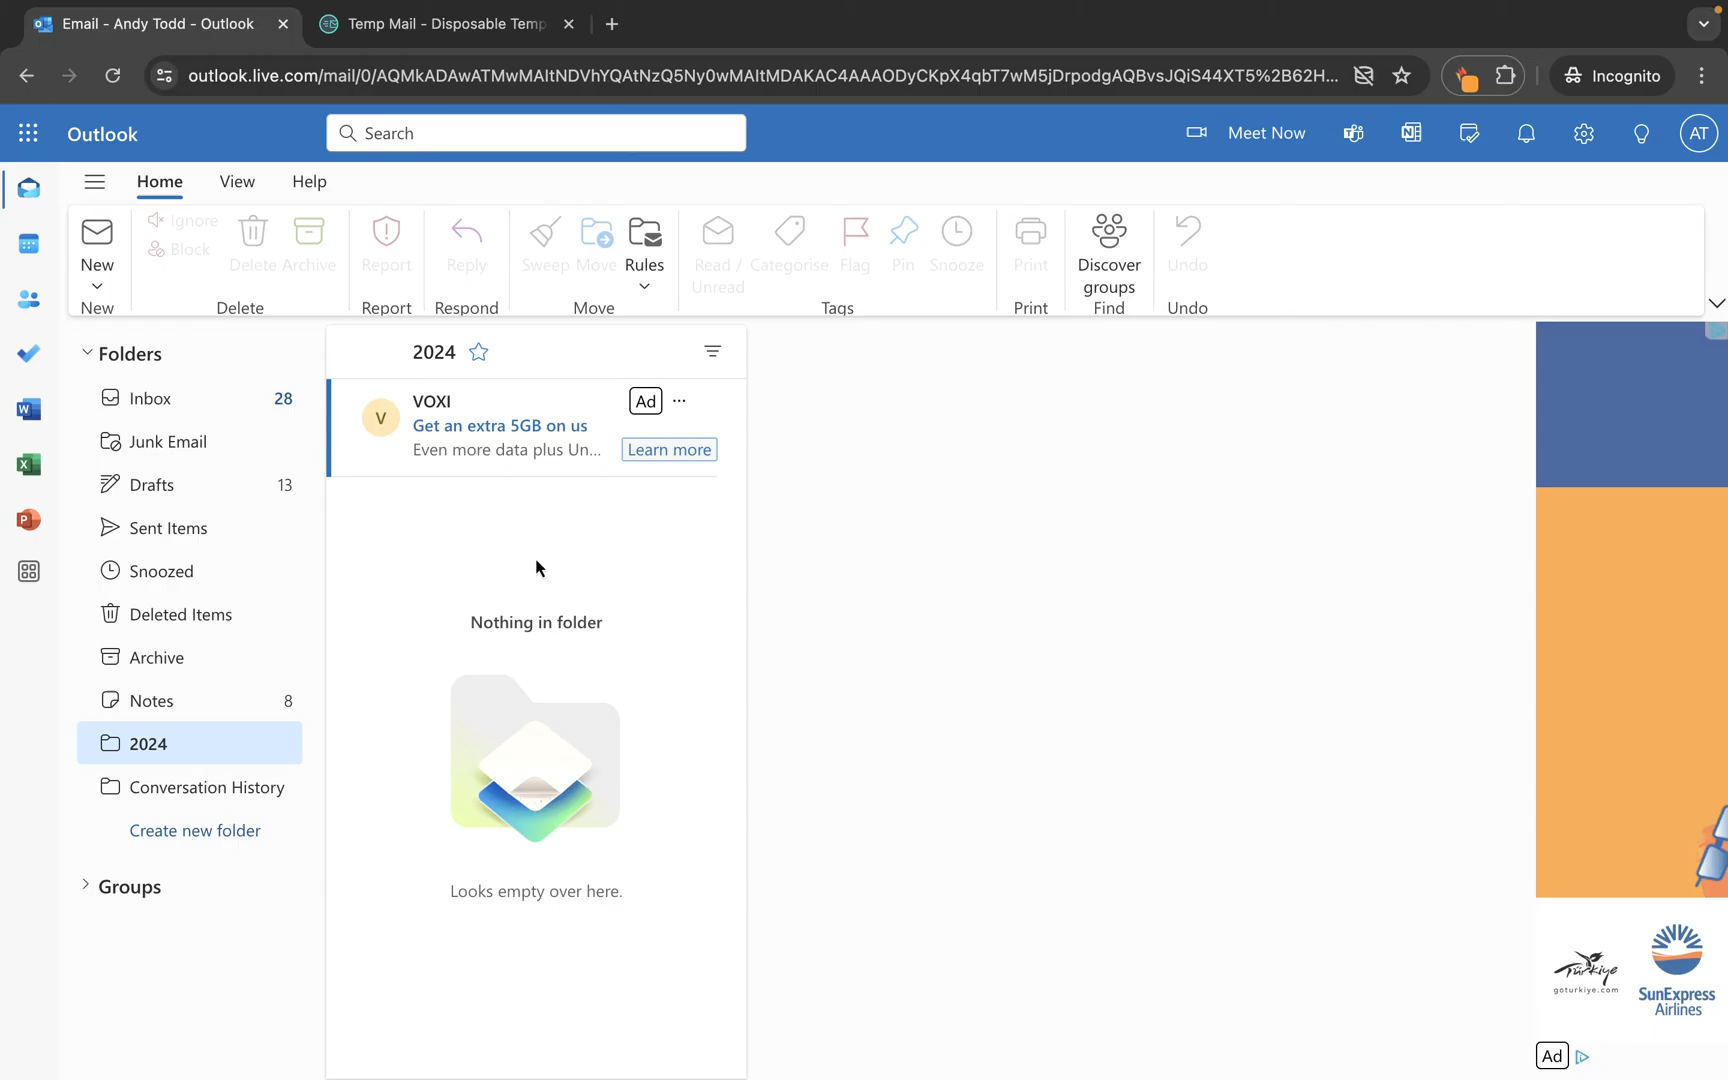 Email - Andy Todd - Outlook
Temp Mail - Disposable Temp
outlook.live.com/mail/0/AQMkADAwATMwMAItNDVhYQAtNzQ5Ny0wMAItMDAKAC4AAAODyCKpX4qbT7wM5jDrpodgAQBvsJQiS44XT5%2B62H...
Incognito
Outlook
Search
Meet Now
AT
Home View Help
New
Ignore
Block
Delete Archive
Report
Reply
Sweep Move Rules
Read / Unread
Categorise Flag Pin Snooze
Print
Discover groups
Undo
New Delete Report Respond Move Tags Print Find Undo
Folders
Inbox 28
Junk Email
Drafts 13
Sent Items
Snoozed
Deleted Items
Archive
Notes 8
2024
Conversation History
Create new folder
Groups
2024
V
VOXI
Ad
Get an extra 5GB on us
Even more data plus Un...
Learn more
Nothing in folder
Looks empty over here.
Türkiye
goturkiye.com
SunExpress
Airlines
Ad